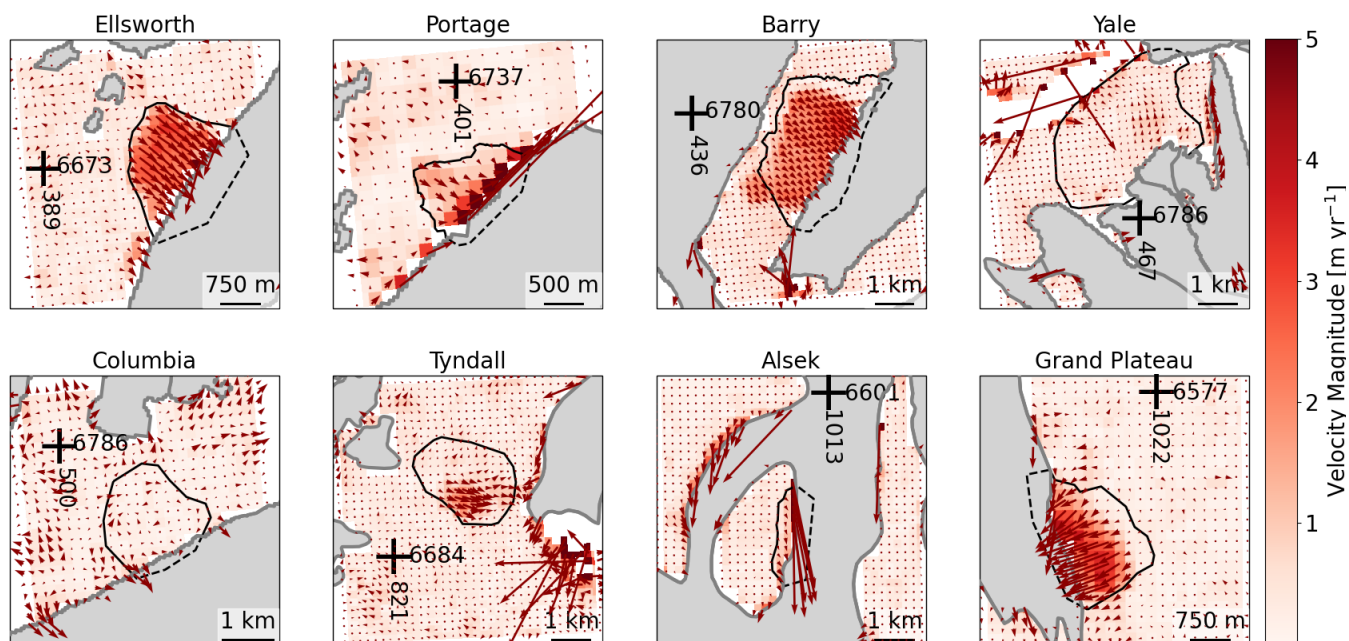 Ellsworth
Portage
Barry
Yale
6673
389
750 m
6737
401
500 m
6780
436
1 km
6786
467
1 km
Columbia
Tyndall
Alsek
Grand Plateau
6786
500
1 km
6684
821
1 km
6601
1013
1 km
6577
1022
750 m
5
4
3
2
1
Velocity Magnitude [m yr⁻¹]